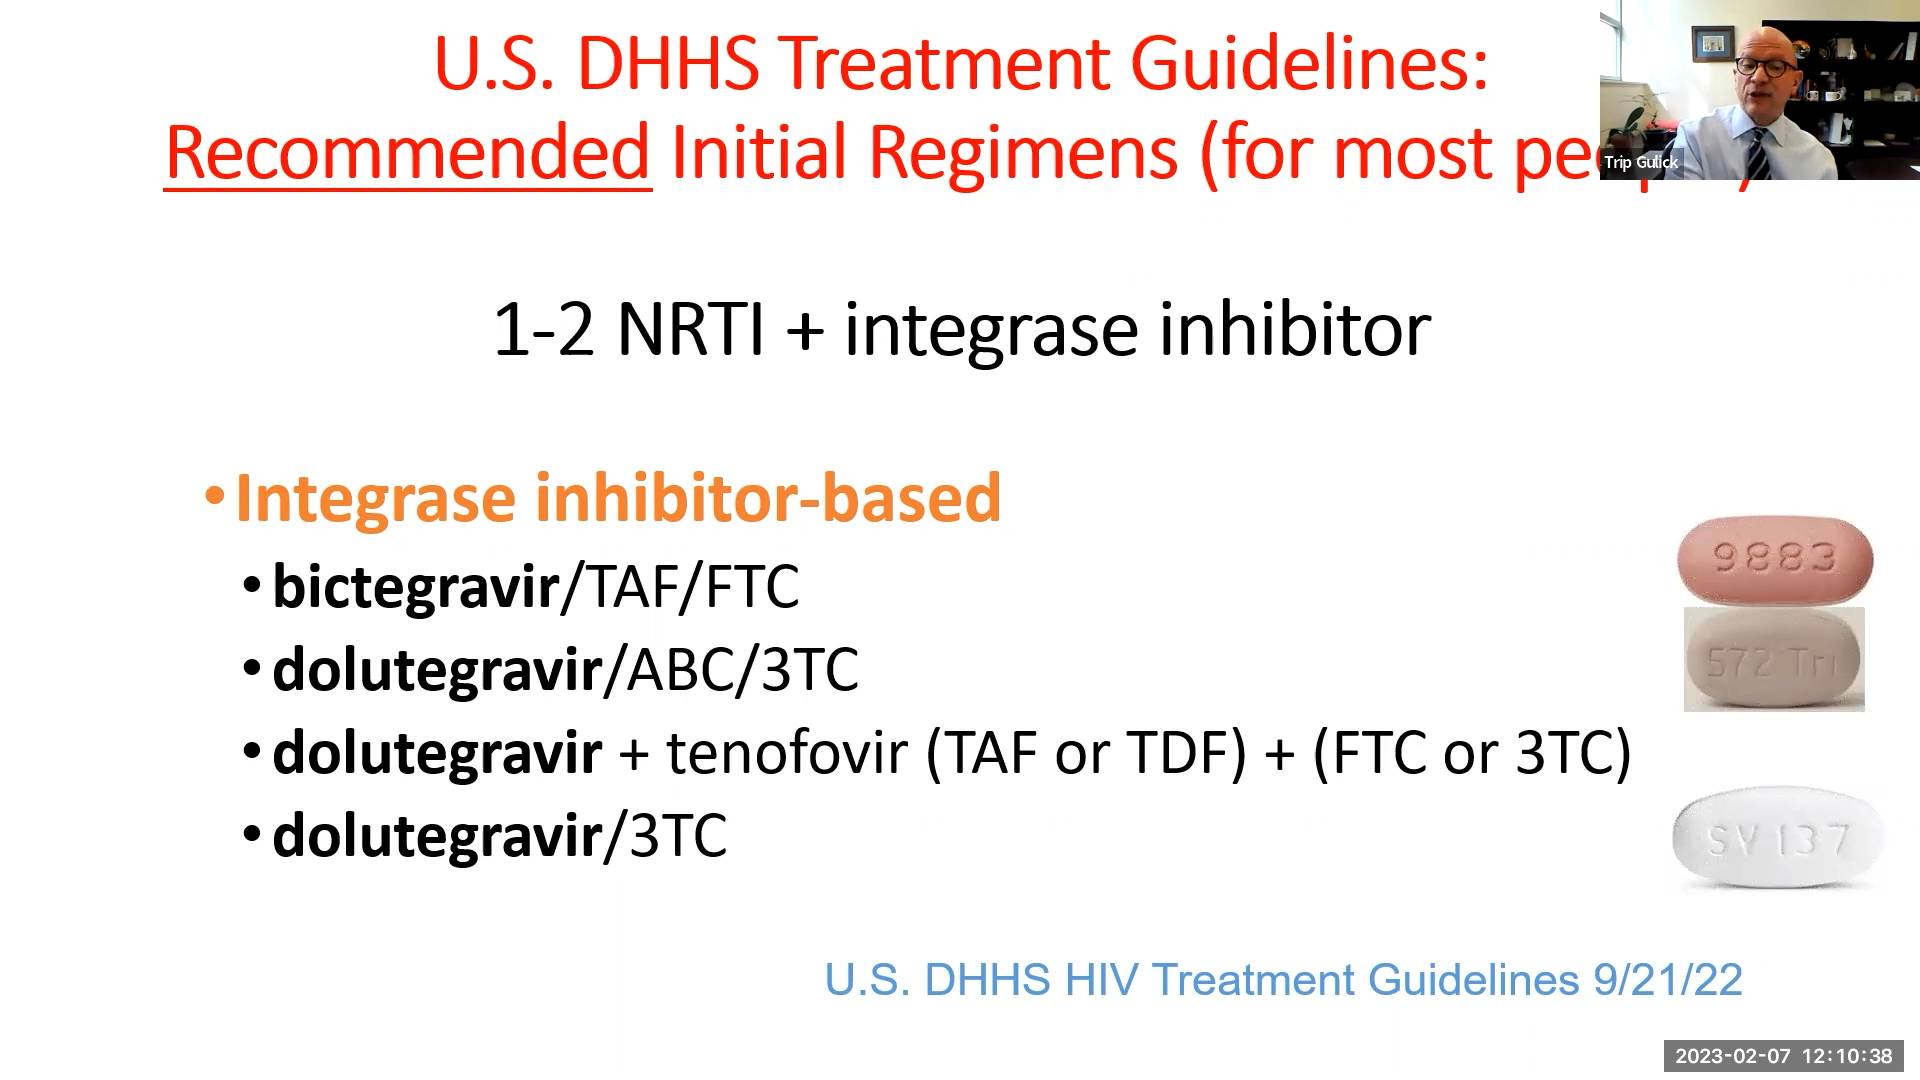 U.S. DHHS Treatment Guidelines:
Recommended Initial Regimens (for most
Trip Gulick
1-2 NRTI + integrase inhibitor
•Integrase inhibitor-based
•bictegravir/TAF/FTC
•dolutegravir/ABC/3TC
•dolutegravir + tenofovir (TAF or TDF) + (FTC or 3TC)
•dolutegravir/3TC
9883
572 Tri
SV 137
U.S. DHHS HIV Treatment Guidelines 9/21/22
2023-02-07 12:10:38